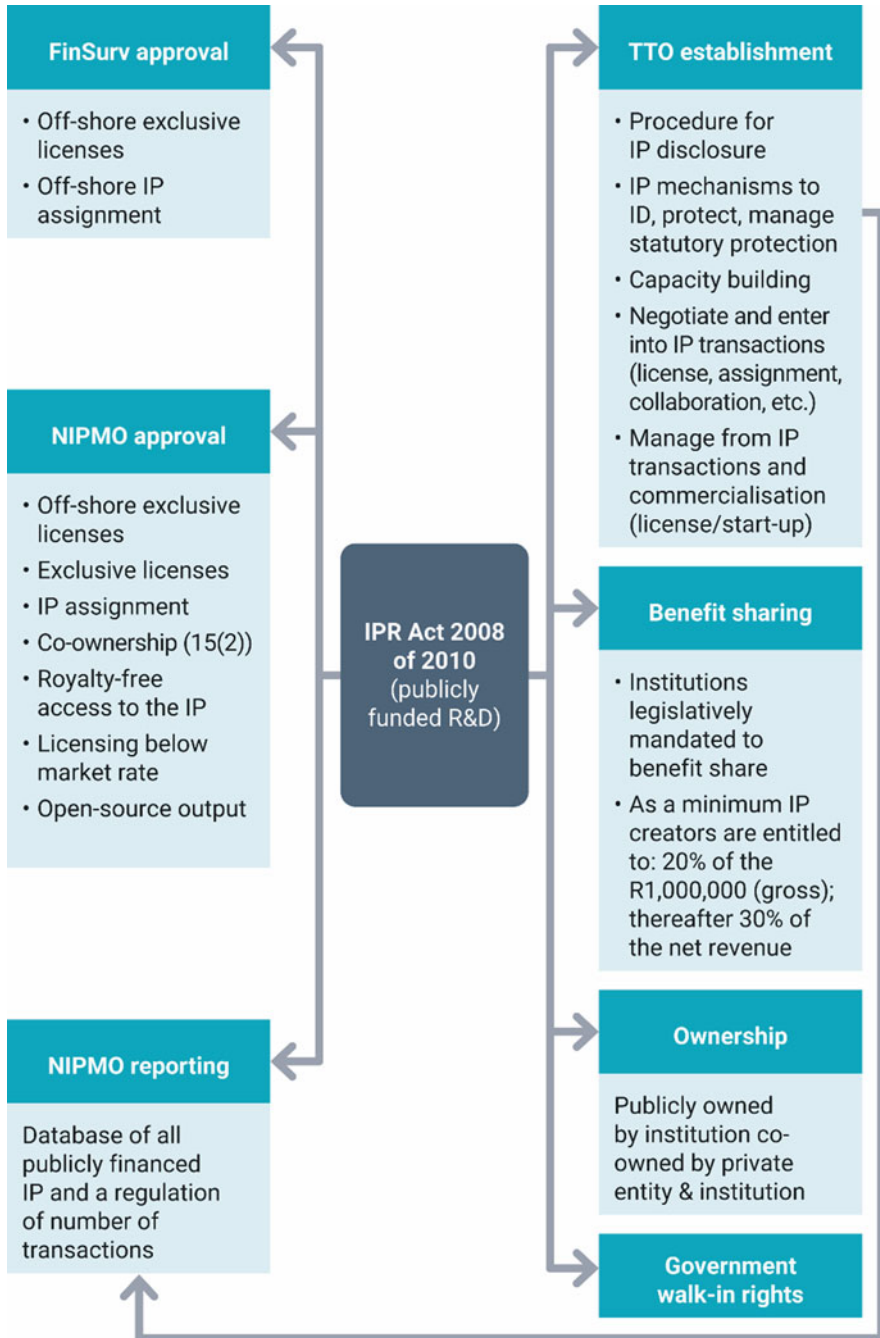 FinSurv approval
• Off-shore exclusive
licenses
• Off-shore IP
assignment
NIPMO approval
• Off-shore exclusive
licenses
• Exclusive licenses
• IP assignment
• Co-ownership (15(2))
• Royalty-free
access to the IP
• Licensing below
market rate
• Open-source output
NIPMO reporting
Database of all
publicly financed
IP and a regulation
of number of
transactions
IPR Act 2008
of 2010
(publicly
funded R&D)
TTO establishment
• Procedure for
IP disclosure
• IP mechanisms to
ID, protect, manage
statutory protection
• Capacity building
• Negotiate and enter
into IP transactions
(license, assignment,
collaboration, etc.)
• Manage from IP
transactions and
commercialisation
(license/start-up)
Benefit sharing
• Institutions
legislatively
mandated to
benefit share
• As a minimum IP
creators are entitled
to: 20% of the
R1,000,000 (gross);
thereafter 30% of
the net revenue
Ownership
Publicly owned
by institution co-
owned by private
entity & institution
Government
walk-in rights